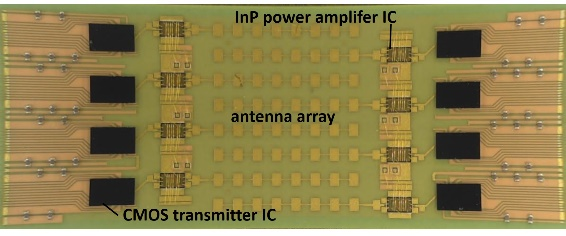 InP power amplifer IC
antenna array
CMOS transmitter IC